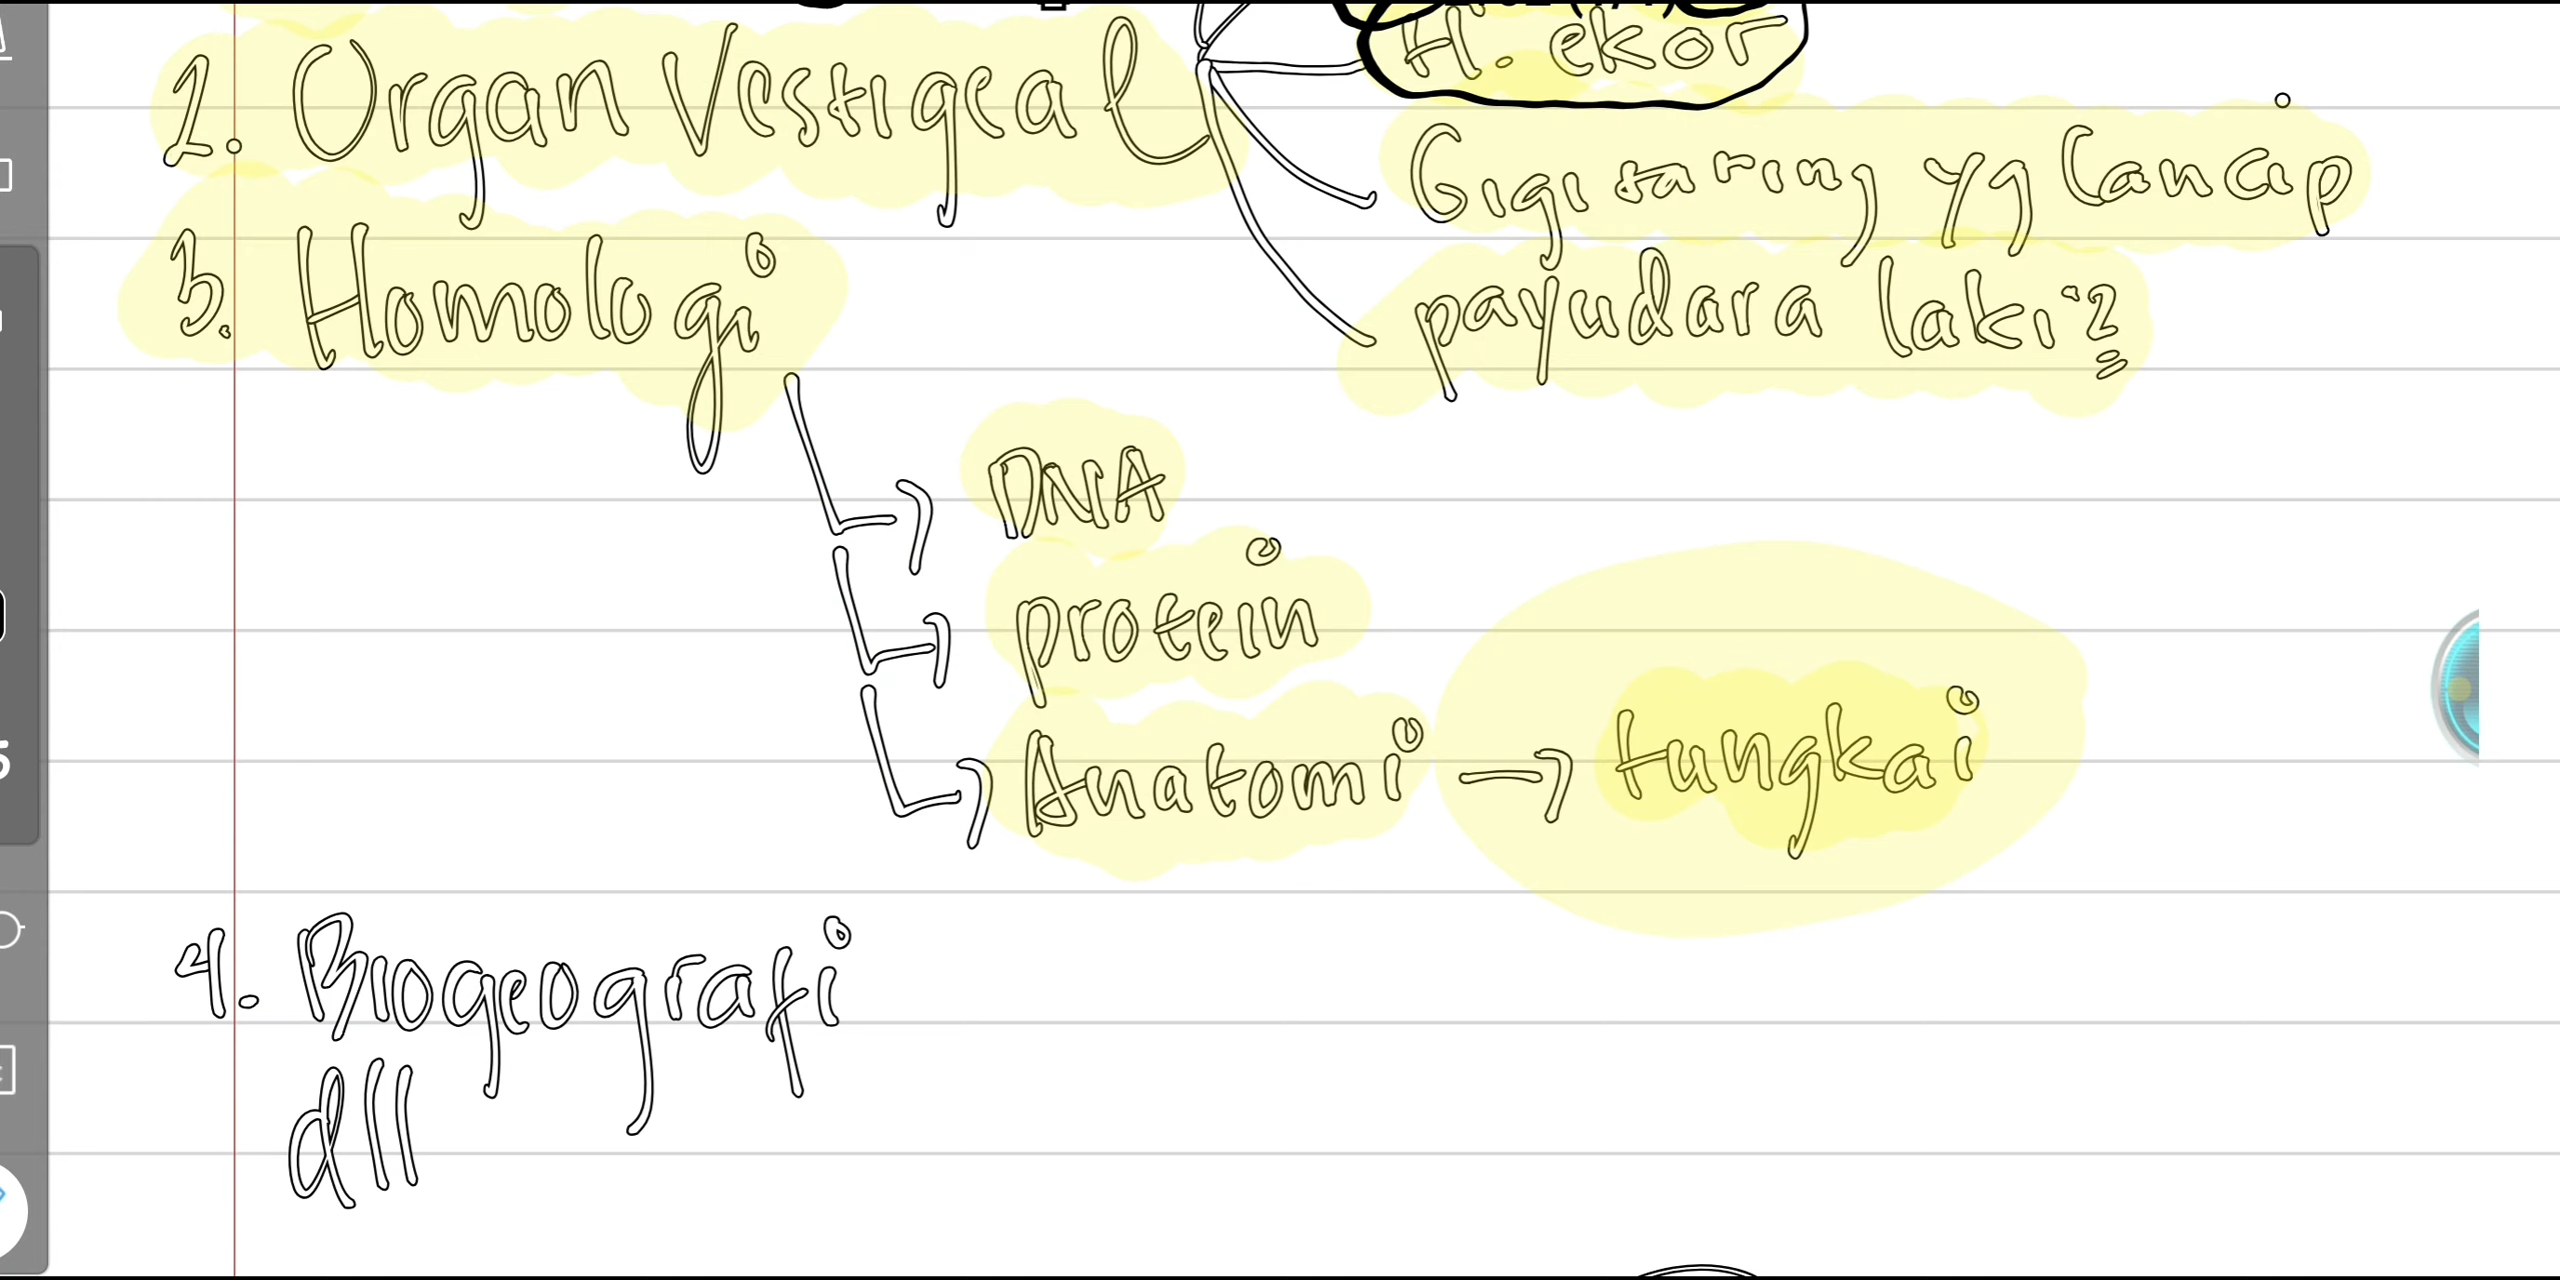 2. Organ Vestigeal
H. ekor
Gigi taring yg lancip
payudara laki2
3. Homologi
DNA
protein
Anatomi → tungkai
4. Biogeografi
dll